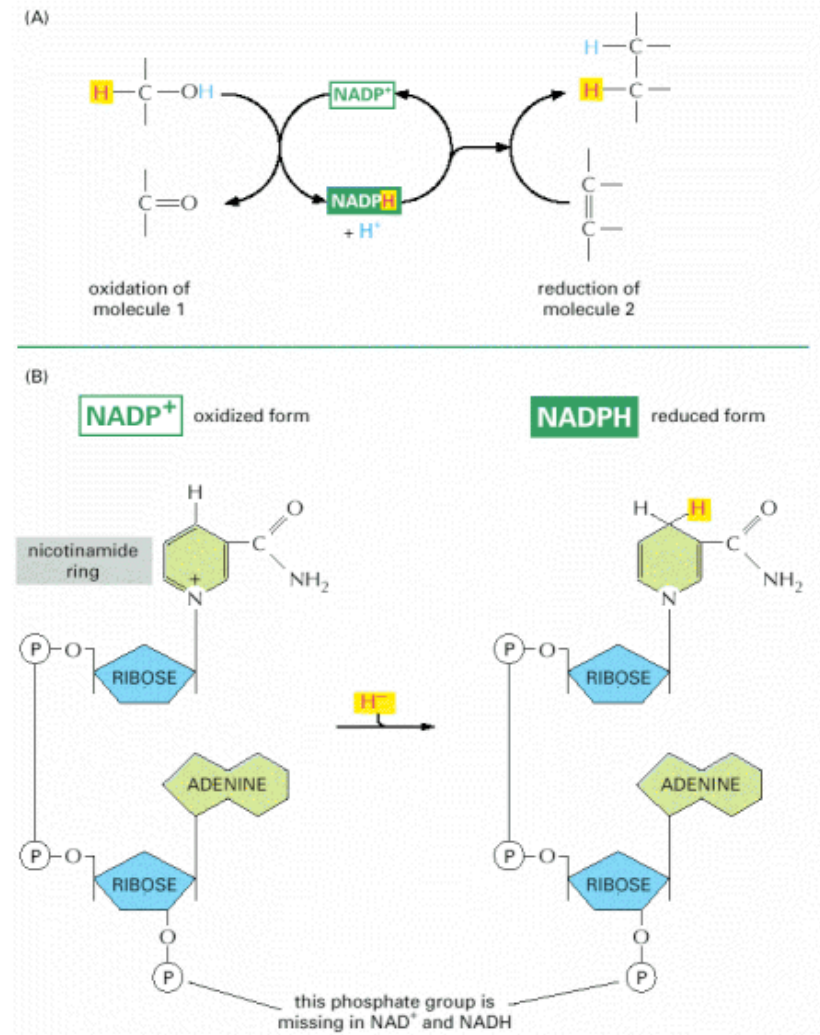 (A)
H—C—OH
NADP⁺
H—C—
H—C—
C=O
NADPH
+ H⁺
C—
C—
oxidation of
molecule 1
reduction of
molecule 2
(B)
NADP⁺ oxidized form
NADPH reduced form
H
O
C
NH₂
nicotinamide
ring
+
N
H H
O
C
NH₂
N
P—O
RIBOSE
P—O
RIBOSE
H⁻
ADENINE
ADENINE
P—O
RIBOSE
P—O
RIBOSE
O
P
O
P
this phosphate group is
missing in NAD⁺ and NADH